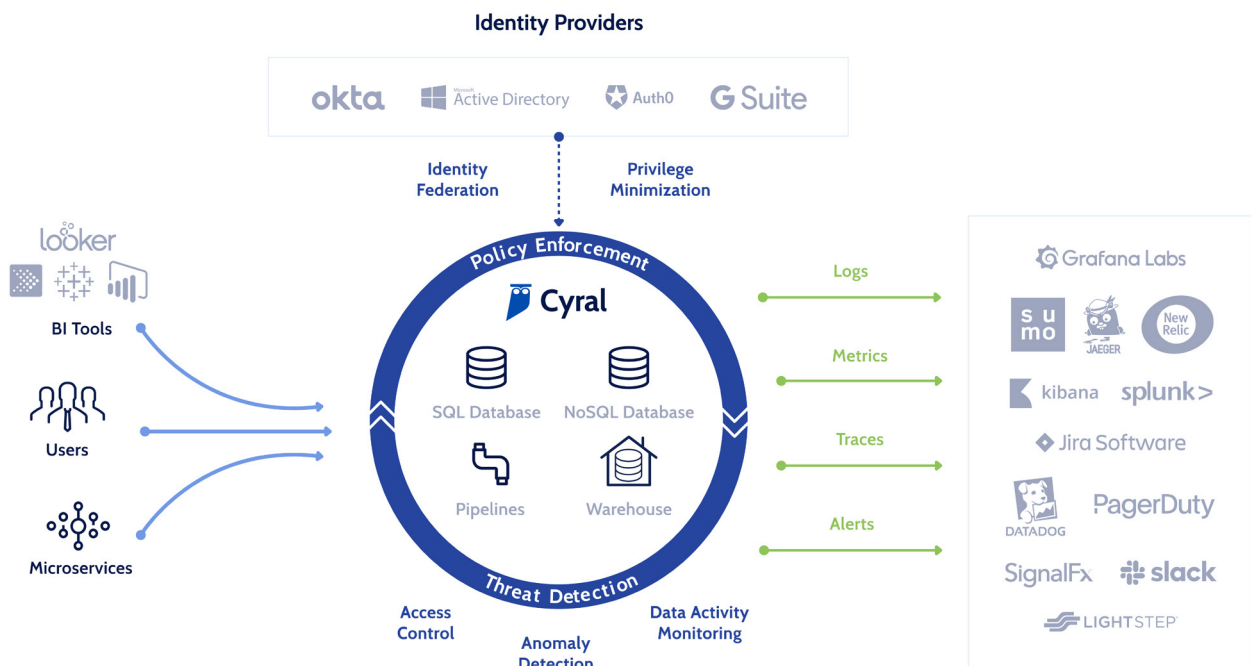 Identity Providers
okta
Microsoft
Active Directory
Auth0
G Suite
Identity
Federation
Privilege
Minimization
looker
BI Tools
Users
Microservices
Policy Enforcement
Cyral
SQL Database
NoSQL Database
Pipelines
Warehouse
Threat Detection
Access
Control
Anomaly
Detection
Data Activity
Monitoring
Logs
Metrics
Traces
Alerts
Grafana Labs
su
mo
JAEGER
New
Relic
kibana
splunk>
Jira Software
DATADOG
PagerDuty
SignalFx
slack
LIGHTSTEP